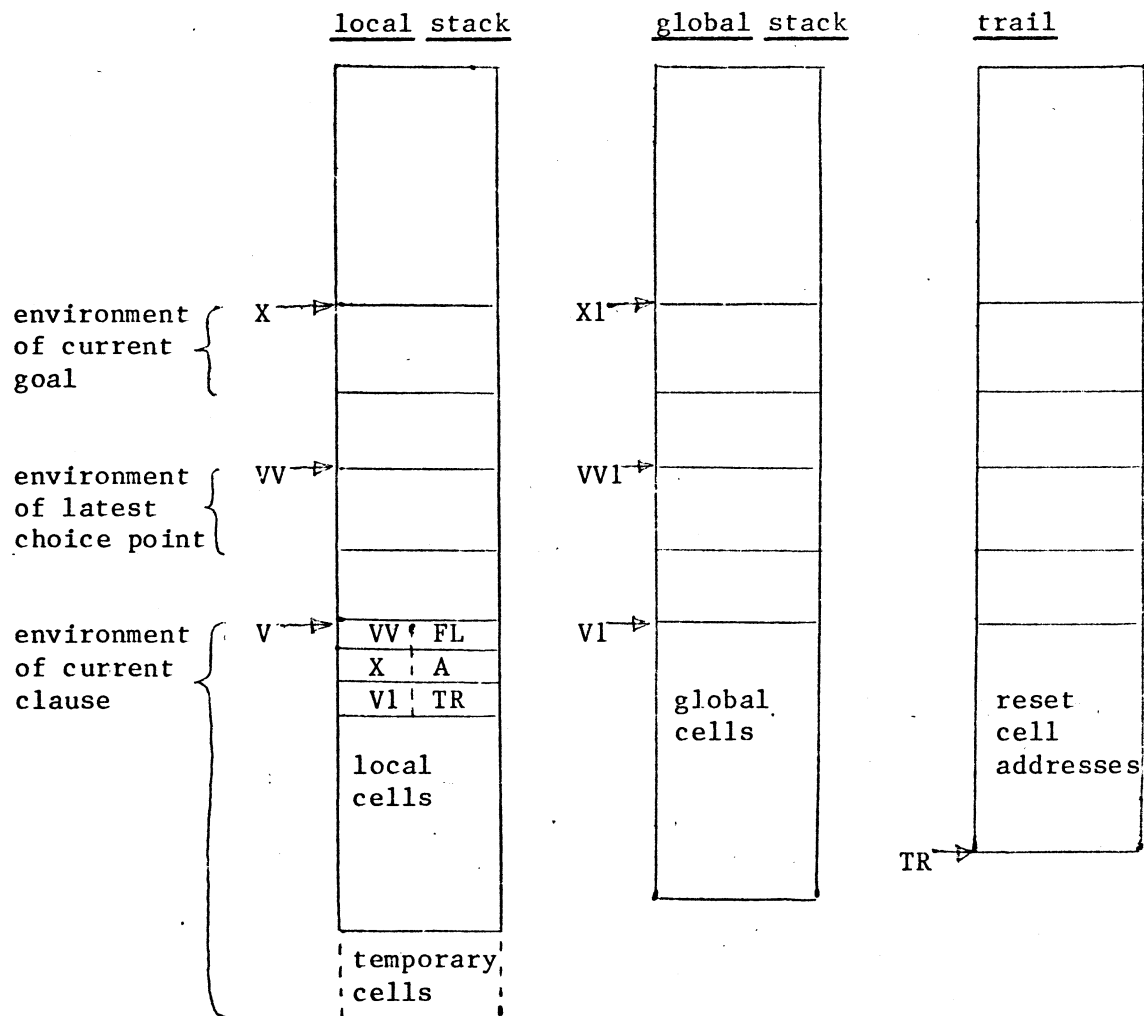 local stack
global stack
trail
environment
of current
goal
X
X1
environment
of latest
choice point
VV
VV1
environment
of current
clause
V
V1
VV FL
X A
V1 TR
local
cells
global
cells
reset
cell
addresses
TR
temporary
cells